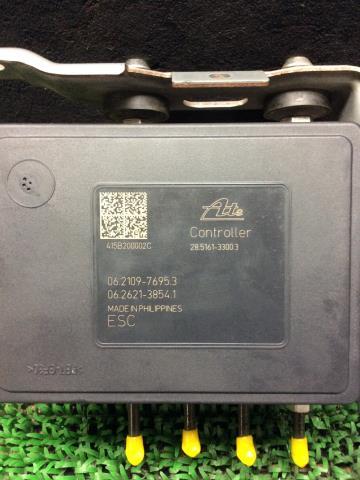 Ate
415B200002C
Controller
28.5161-3300.3
06.2109-7695.3
06.2621-3854.1
MADE IN PHILIPPINES
ESC